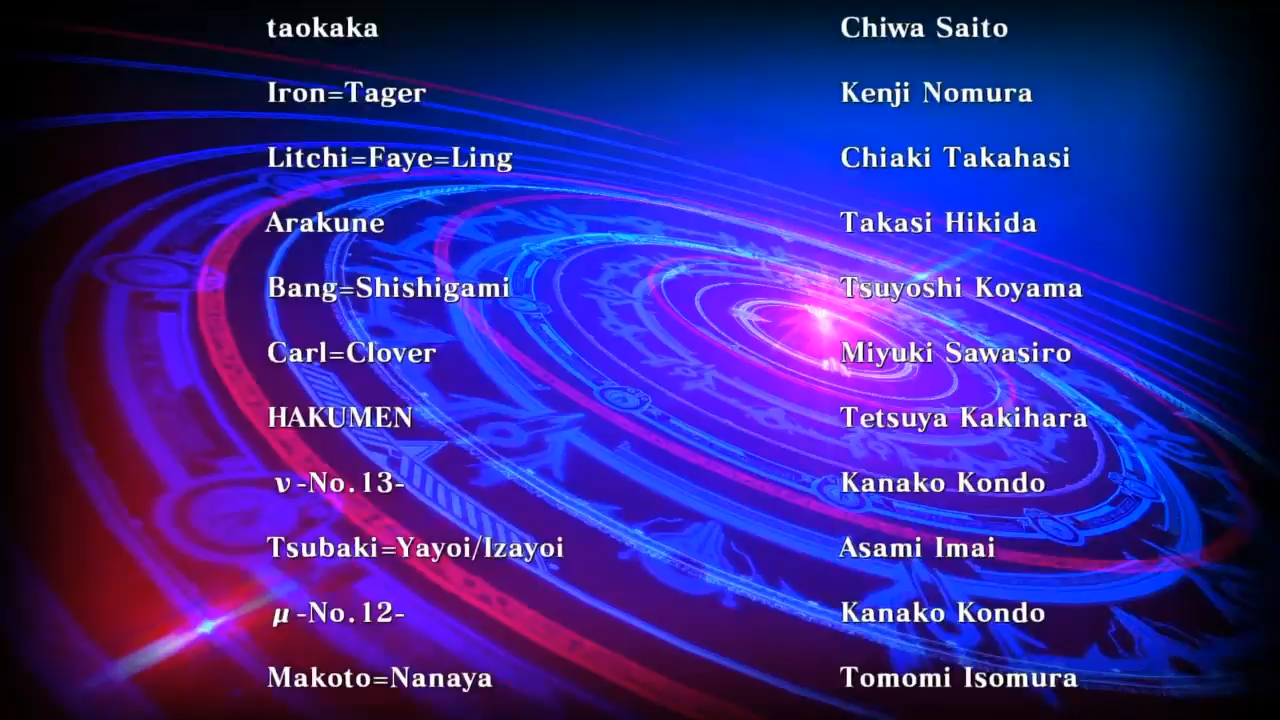 taokaka Chiwa Saito
Iron=Tager Kenji Nomura
Litchi=Faye=Ling Chiaki Takahasi
Arakune Takasi Hikida
Bang=Shishigami Tsuyoshi Koyama
Carl=Clover Miyuki Sawasiro
HAKUMEN Tetsuya Kakihara
ν-No.13- Kanako Kondo
Tsubaki=Yayoi/Izayoi Asami Imai
μ-No.12- Kanako Kondo
Makoto=Nanaya Tomomi Isomura